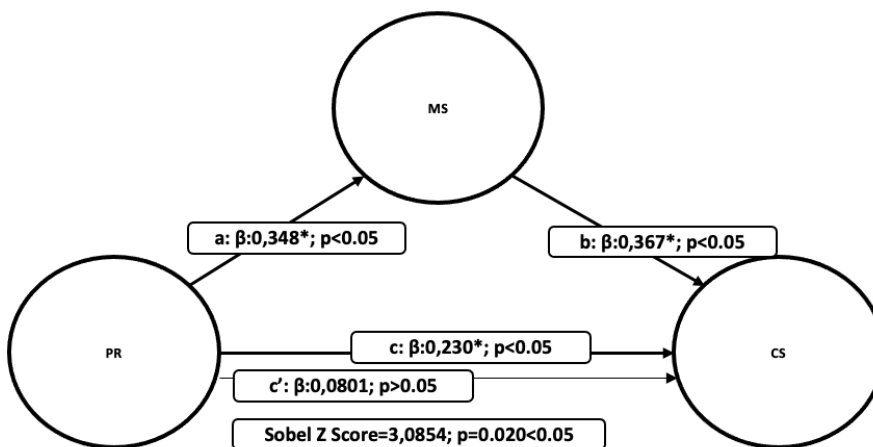 MS
a: β:0,348*; p<0.05
b: β:0,367*; p<0.05
PR
c: β:0,230*; p<0.05
CS
c’: β:0,0801; p>0.05
Sobel Z Score=3,0854; p=0.020<0.05